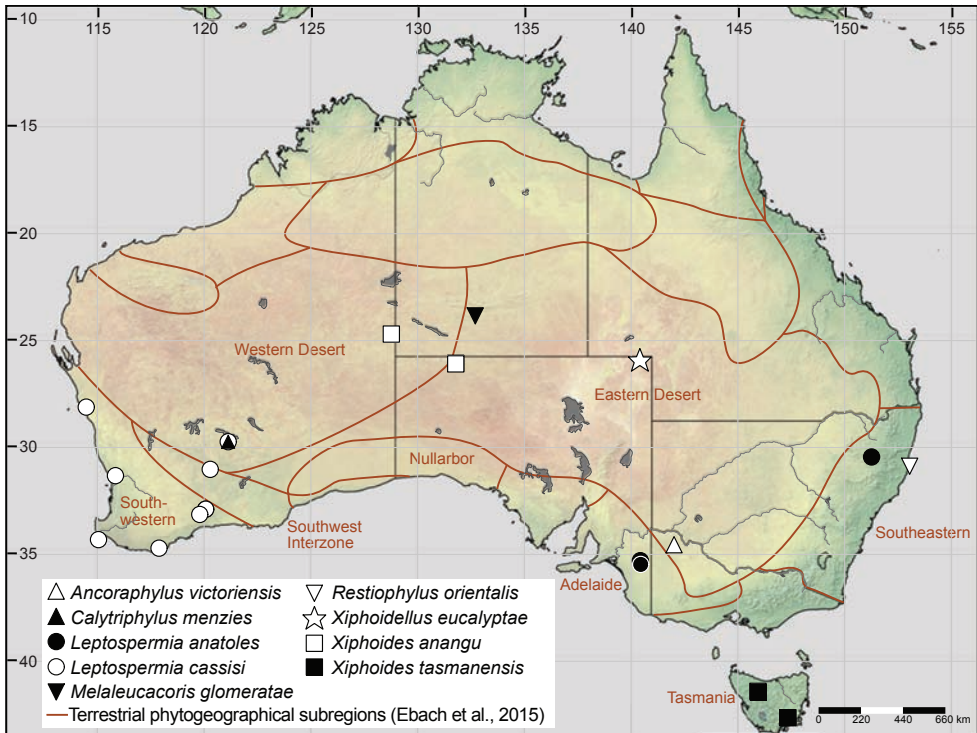 10
115
120
125
130
135
140
145
150
155
15
20
25
30
35
40
Western Desert
Eastern Desert
Nullarbor
South-
western
Southwest
Interzone
Southeastern
Adelaide
Tasmania
Ancoraphylus victoriensis
Calytriphylus menzies
Leptospermia anatoles
Leptospermia cassisi
Melaleucacoris glomeratae
Restiophylus orientalis
Xiphoidellus eucalyptae
Xiphoides anangu
Xiphoides tasmanensis
Terrestrial phytogeographical subregions (Ebach et al., 2015)
0 220 440 660 km